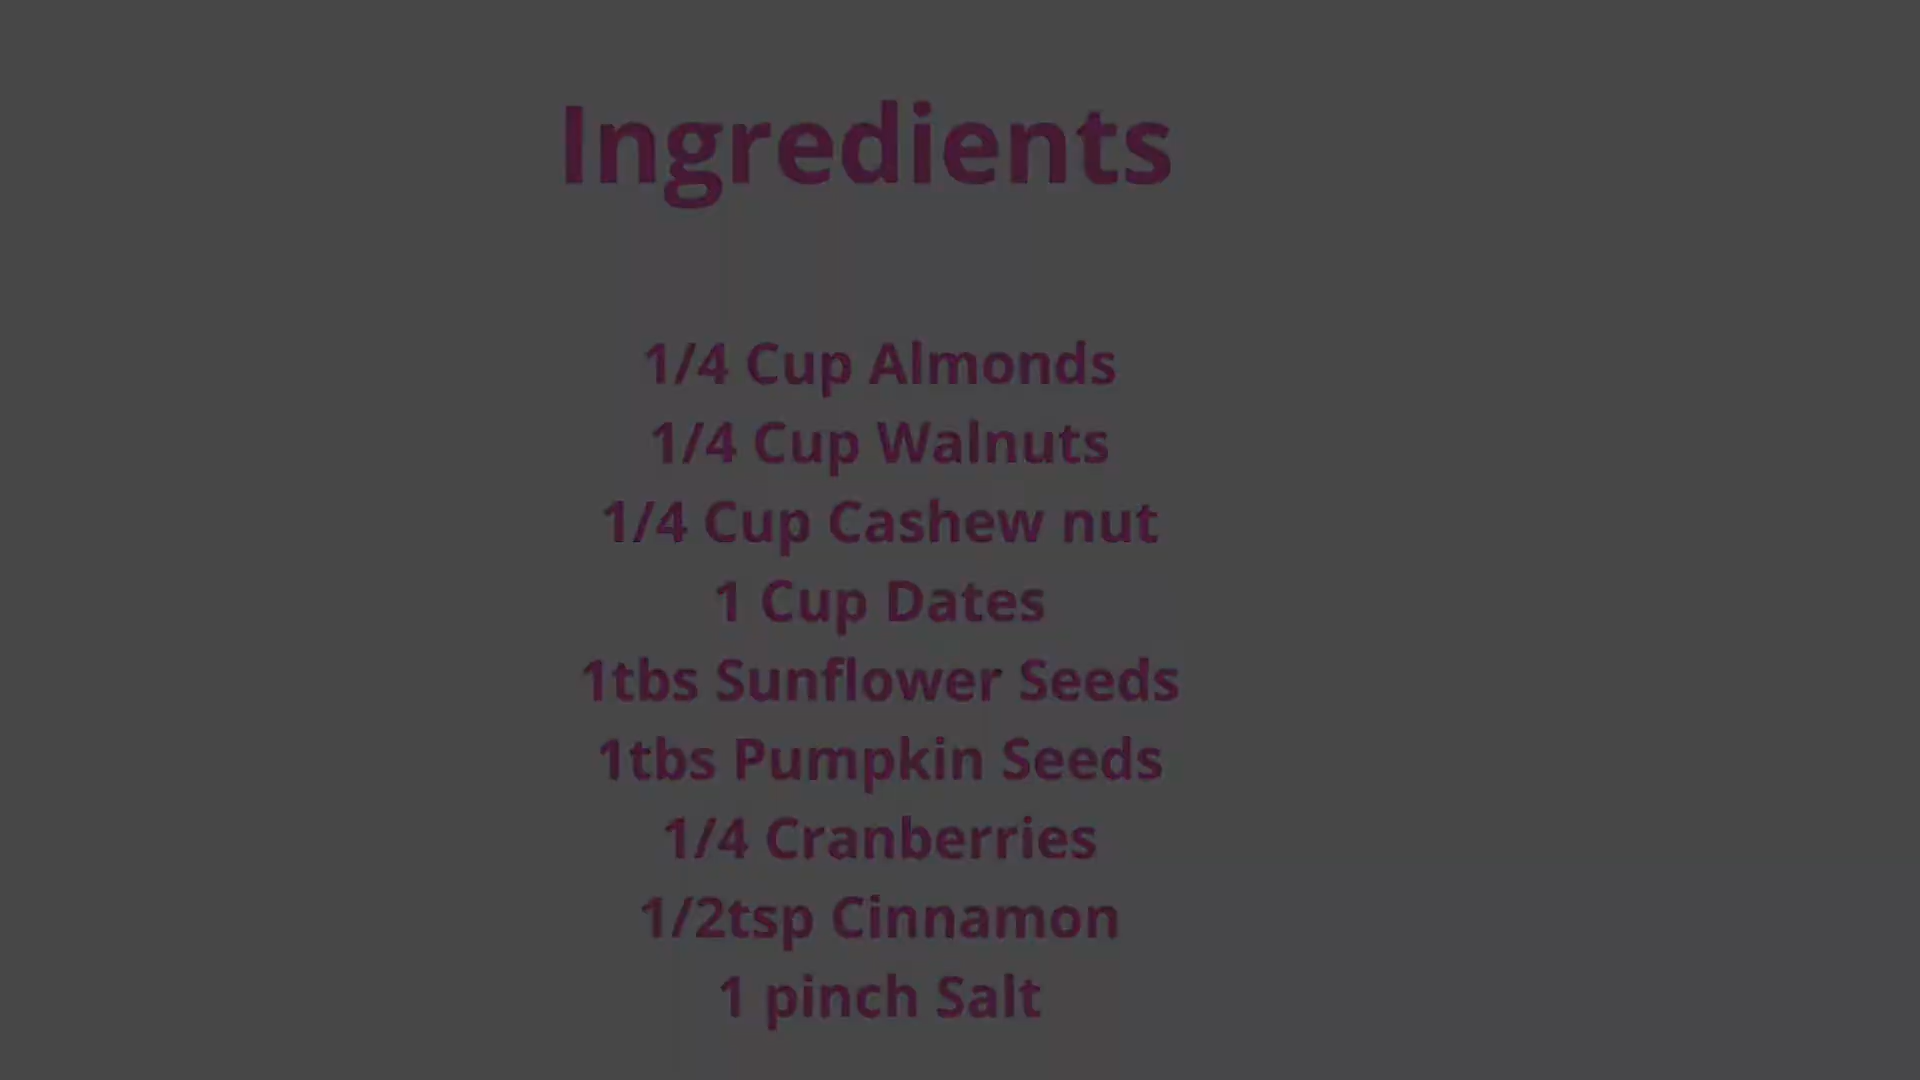 Ingredients
1/4 Cup Almonds
1/4 Cup Walnuts
1/4 Cup Cashew nut
1 Cup Dates
1tbs Sunflower Seeds
1tbs Pumpkin Seeds
1/4 Cranberries
1/2tsp Cinnamon
1 pinch Salt